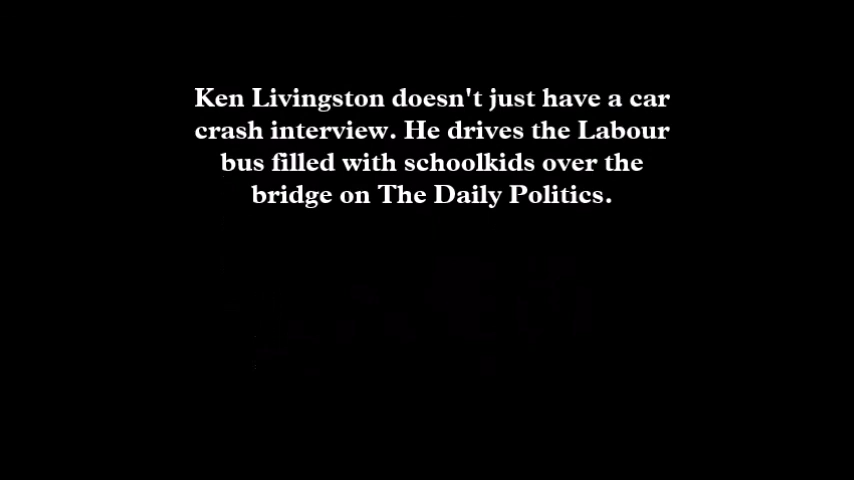 Ken Livingston doesn't just have a car
crash interview. He drives the Labour
bus filled with schoolkids over the
bridge on The Daily Politics.